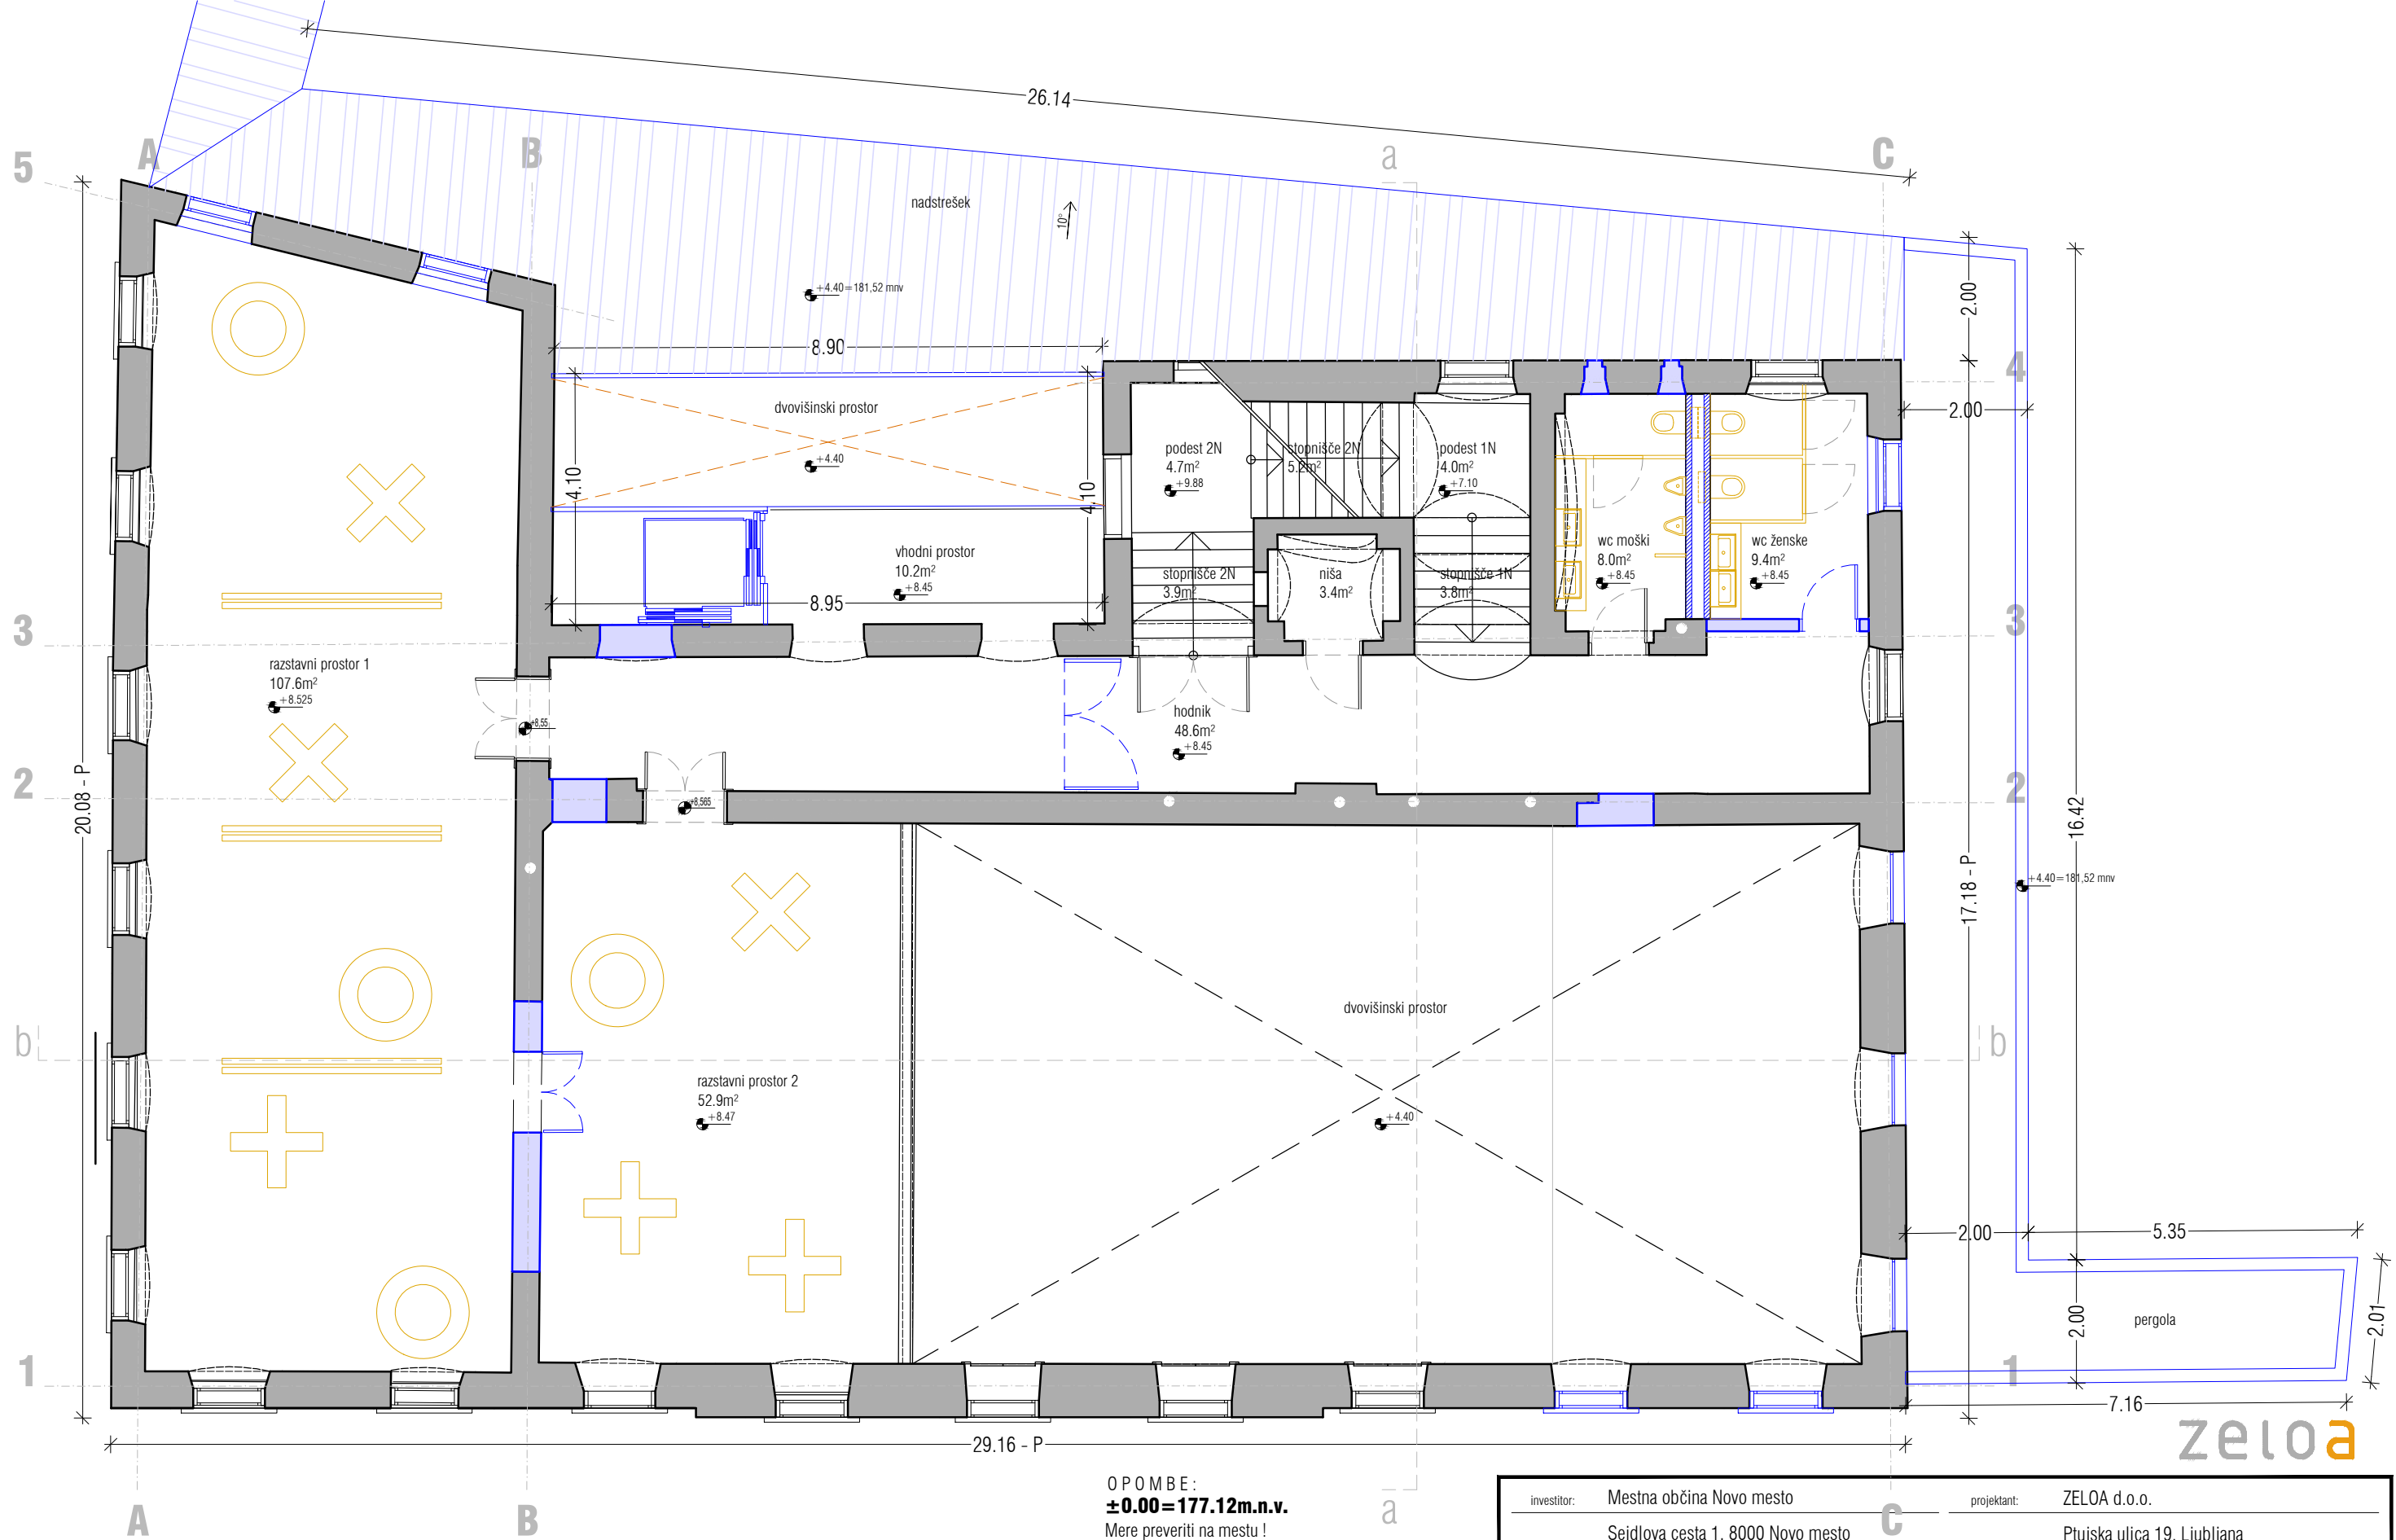 26.14
A
B
a
C
5
nadstrešek
10°
+4.40=181,52 mnv
2.00
8.90
4
dvovišinski prostor
2.00
+4.40
4.10
4.10
podest 2N
4.7m²
+9.88
stopnišče 2N
5.2m²
podest 1N
4.0m²
+7.10
vhodni prostor
10.2m²
+8.45
8.95
stopnišče 2N
3.9m²
niša
3.4m²
stopnišče 1N
3.8m²
wc moški
8.0m²
+8.45
wc ženske
9.4m²
+8.45
3
3
razstavni prostor 1
107.6m²
+8.525
+8,55
hodnik
48.6m²
+8.45
2
2
20.08 - P
+8,565
16.42
17.18 - P
+4.40=181,52 mnv
dvovišinski prostor
b
b
razstavni prostor 2
52.9m²
+8.47
+4.40
2.00
5.35
2.00
pergola
2.01
1
1
7.16
29.16 - P
zeloa
A
B
a
C
OPOMBE:
±0.00=177.12m.n.v.
Mere preveriti na mestu !
investitor:
Mestna občina Novo mesto
projektant:
ZELOA d.o.o.
Seidlova cesta 1, 8000 Novo mesto
Ptujska ulica 19, Ljubljana